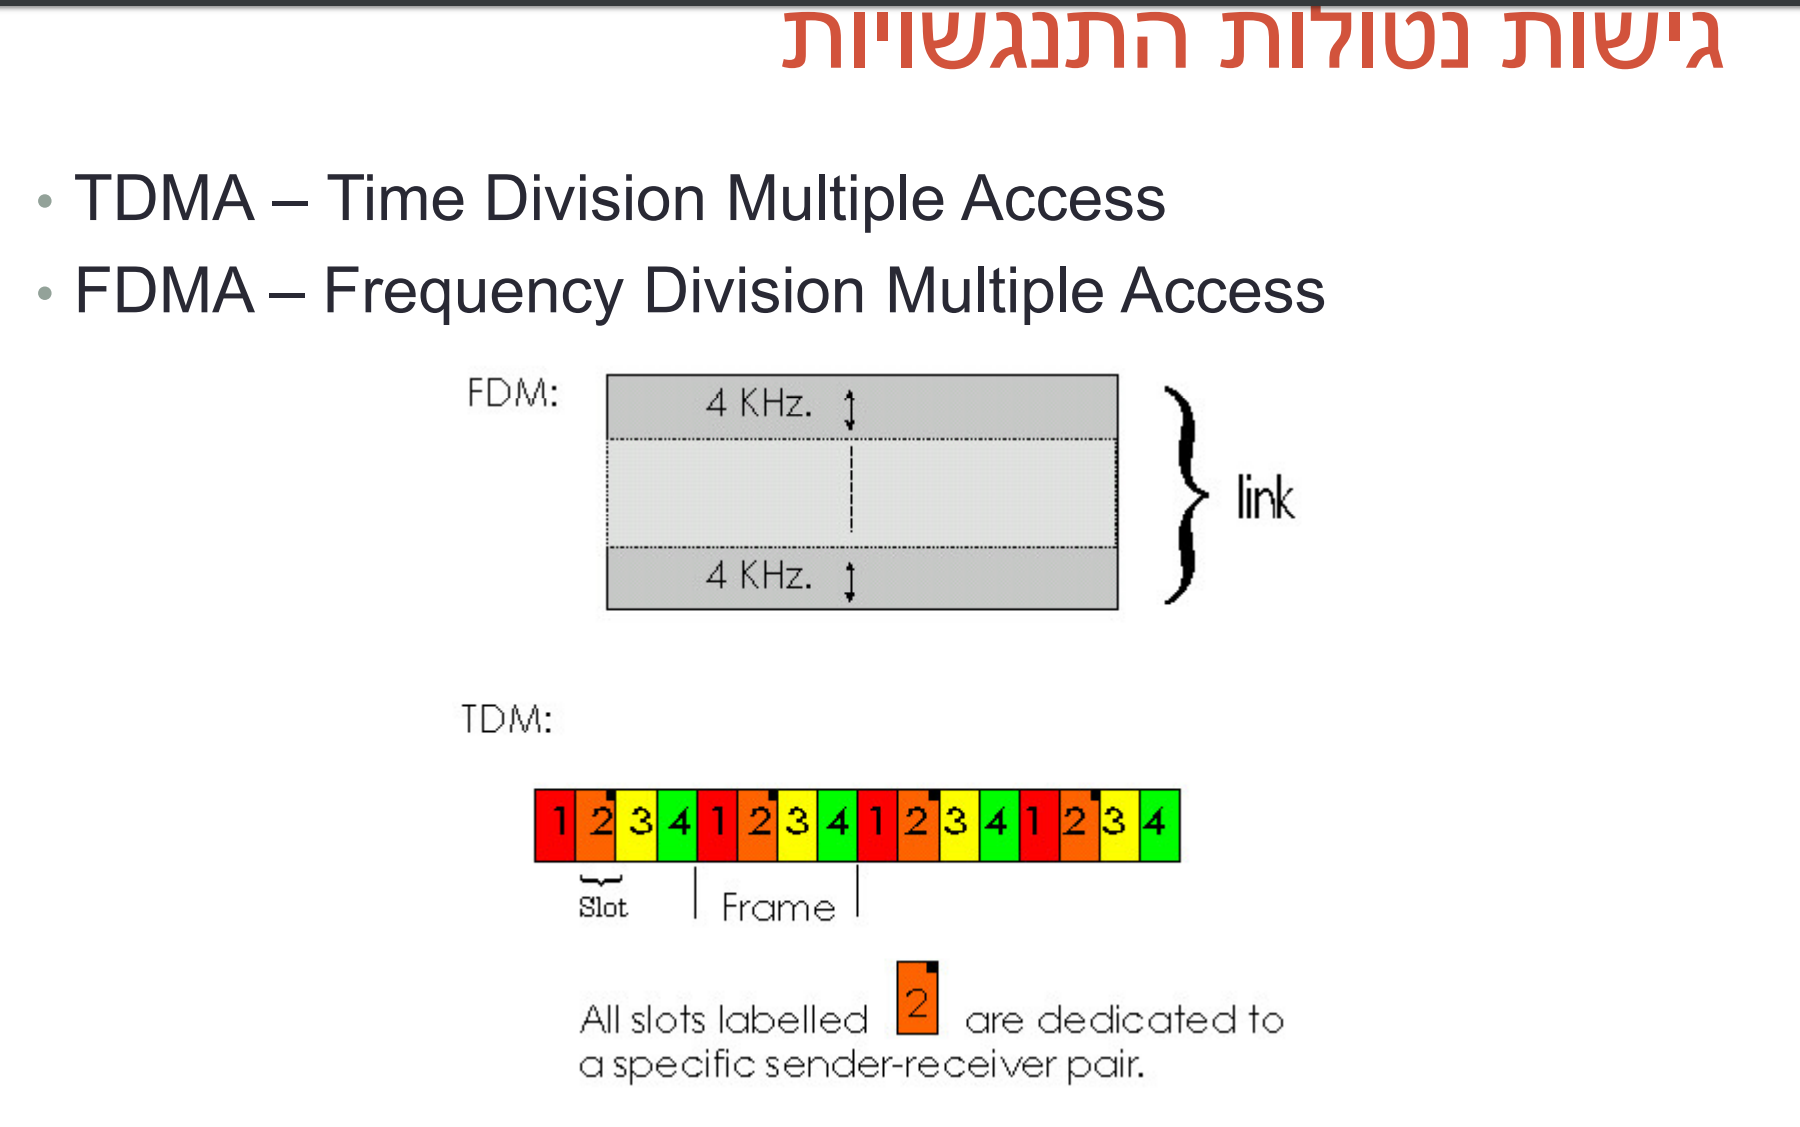 גישות נטולות התנגשויות
• TDMA – Time Division Multiple Access
• FDMA – Frequency Division Multiple Access
FDM:
4 KHz.
link
4 KHz.
TDM:
1 2 3 4 1 2 3 4 1 2 3 4 1 2 3 4
Slot Frame
All slots labelled 2 are dedicated to
a specific sender-receiver pair.